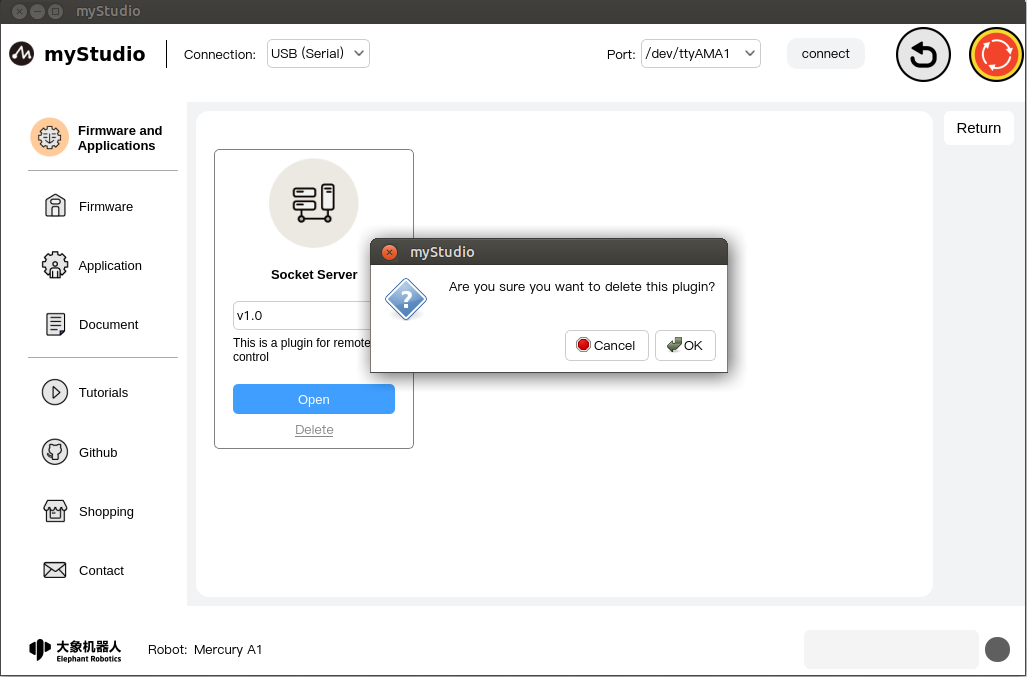 myStudio
myStudio
Connection:
USB (Serial)
Port:
/dev/ttyAMA1
connect
Firmware and
Applications
Firmware
Application
Document
Tutorials
Github
Shopping
Contact
Return
Socket Server
v1.0
This is a plugin for remote
control
Open
Delete
myStudio
Are you sure you want to delete this plugin?
Cancel
OK
大象机器人
Elephant Robotics
Robot: Mercury A1